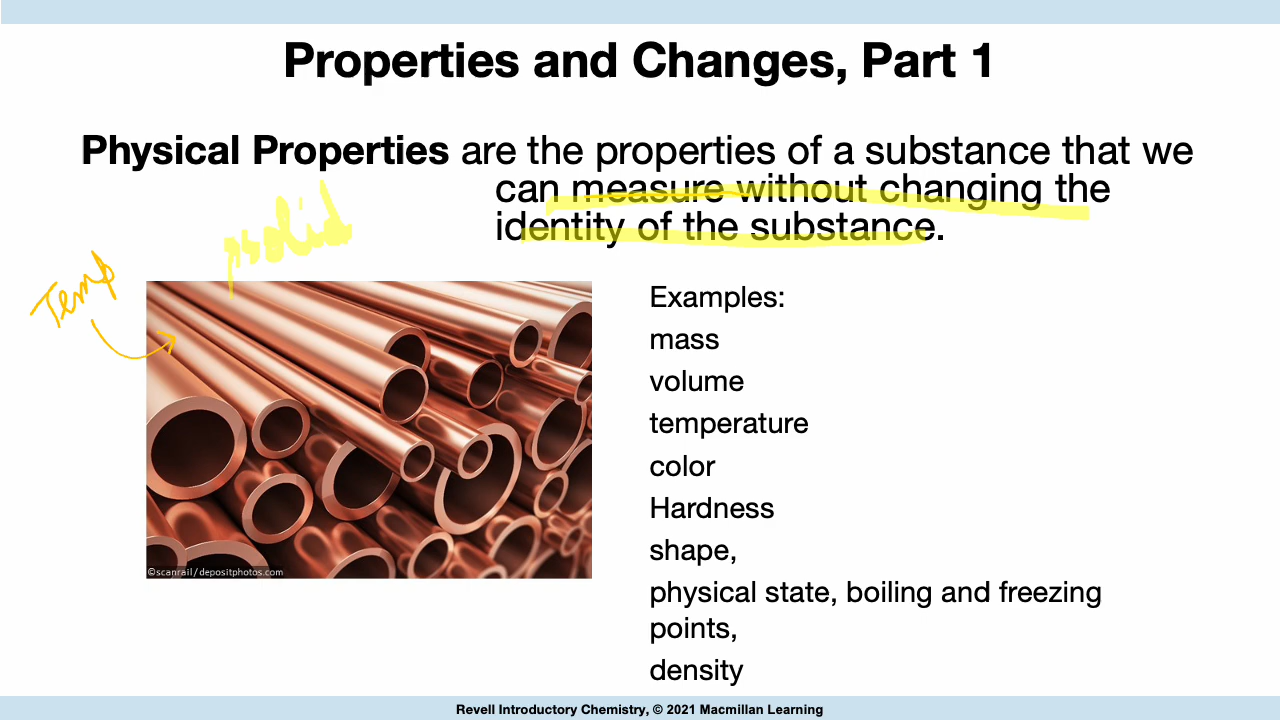 Properties and Changes, Part 1
Physical Properties are the properties of a substance that we
can measure without changing the
identity of the substance.
solid
Temp
©scanrail/depositphotos.com
Examples:
mass
volume
temperature
color
Hardness
shape,
physical state, boiling and freezing
points,
density
Revell Introductory Chemistry, © 2021 Macmillan Learning